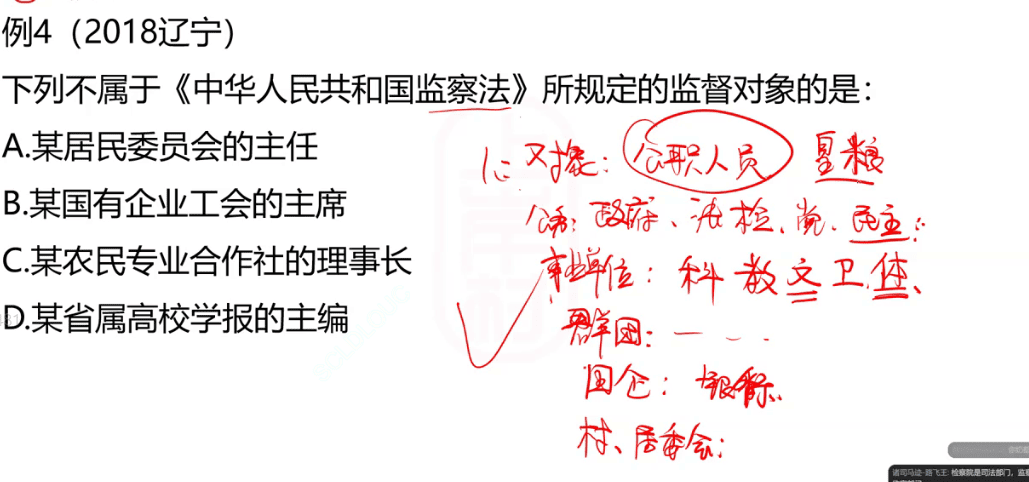 例4（2018辽宁）
下列不属于《中华人民共和国监察法》所规定的监督对象的是：
A.某居民委员会的主任
B.某国有企业工会的主席
C.某农民专业合作社的理事长
D.某省属高校学报的主编
对象：公职人员 皇粮
公务：政府、法检、党、民主；
事业单位：科教文卫体、
群团：一 - - -
国企：银
村、居委会；
诸司马迹-路飞王: 检察院是司法部门，监察